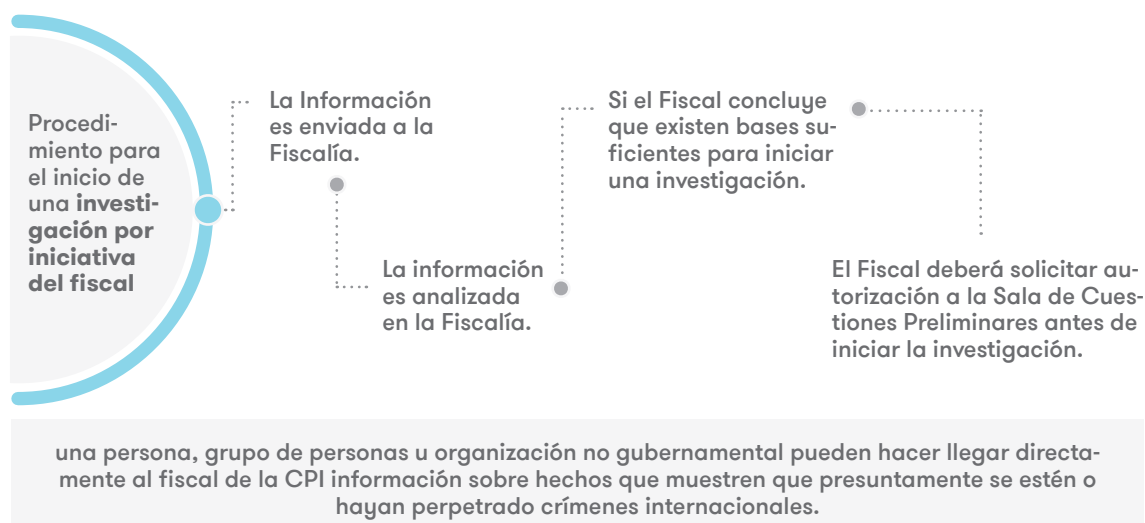 Procedi-
miento para
el inicio de
una investi-
gación por
iniciativa
del fiscal
La Información
es enviada a la
Fiscalía.
La información
es analizada
en la Fiscalía.
Si el Fiscal concluye
que existen bases su-
ficientes para iniciar
una investigación.
El Fiscal deberá solicitar au-
torización a la Sala de Cues-
tiones Preliminares antes de
iniciar la investigación.
una persona, grupo de personas u organización no gubernamental pueden hacer llegar directa-
mente al fiscal de la CPI información sobre hechos que muestren que presuntamente se estén o
hayan perpetrado crímenes internacionales.